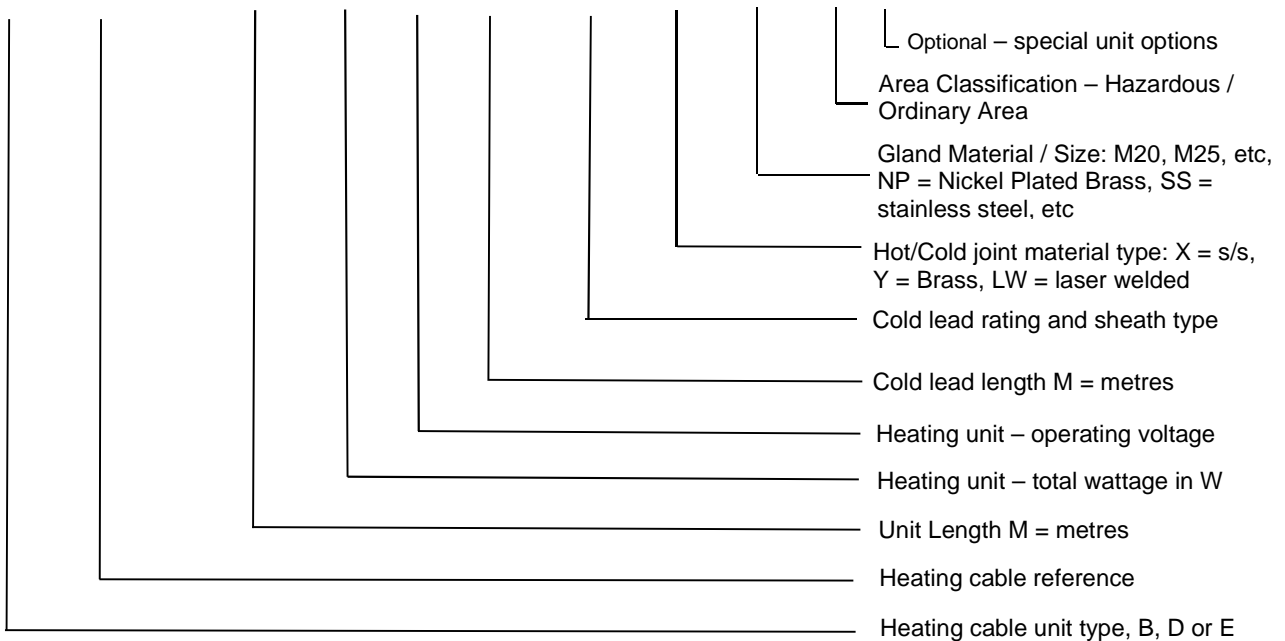 Optional – special unit options
Area Classification – Hazardous /
Ordinary Area
Gland Material / Size: M20, M25, etc,
NP = Nickel Plated Brass, SS =
stainless steel, etc
Hot/Cold joint material type: X = s/s,
Y = Brass, LW = laser welded
Cold lead rating and sheath type
Cold lead length M = metres
Heating unit – operating voltage
Heating unit – total wattage in W
Unit Length M = metres
Heating cable reference
Heating cable unit type, B, D or E